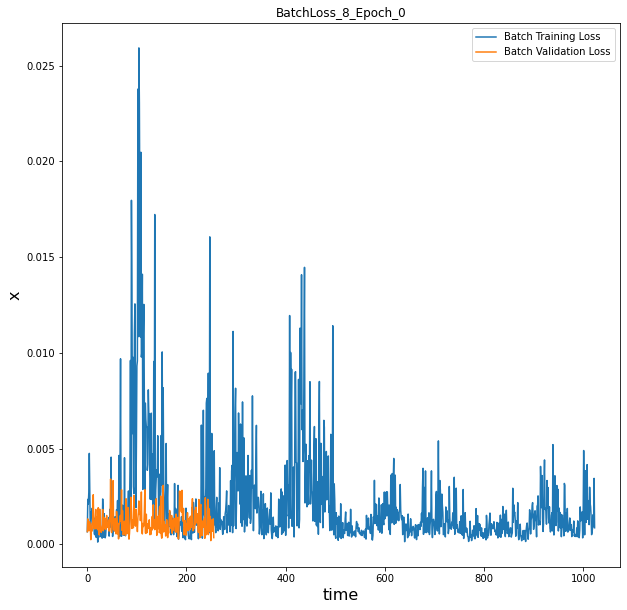 BatchLoss_8_Epoch_0
Batch Training Loss
Batch Validation Loss
0.025
0.020
0.015
0.010
0.005
0.000
x
0 200 400 600 800 1000
time